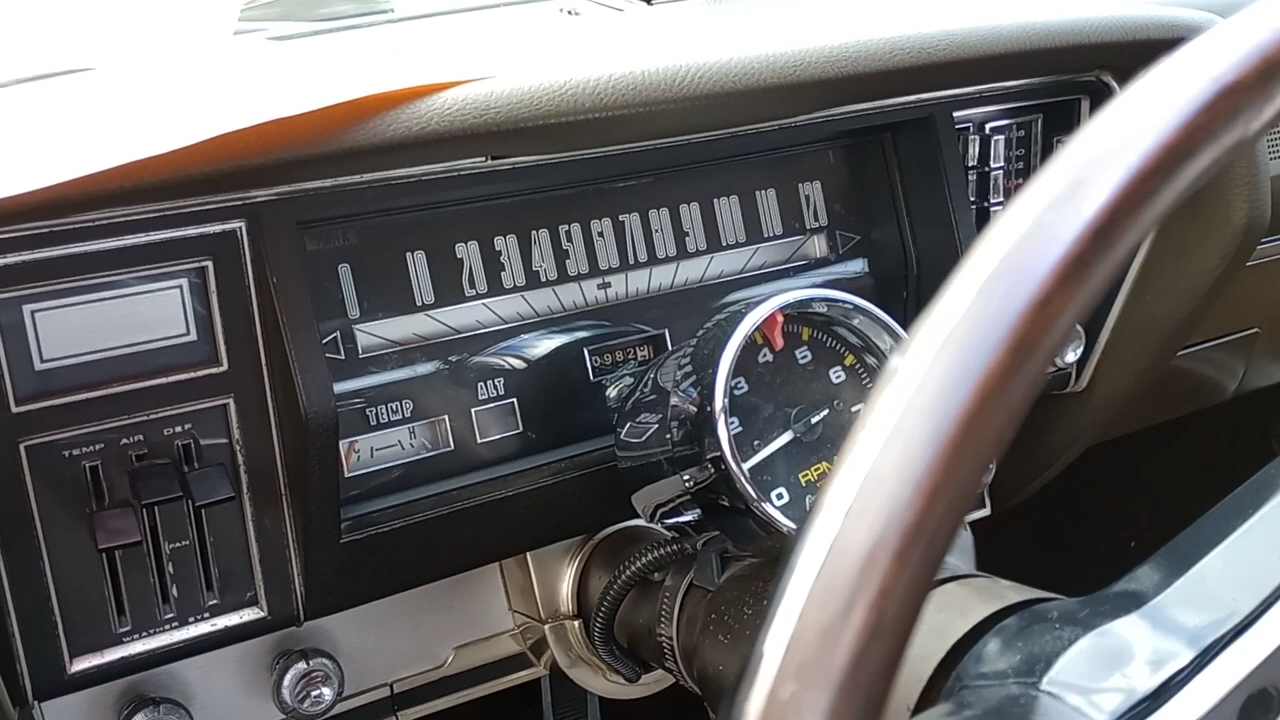 0 10 20 30 40 50 60 70 80 90 100 110 120
TEMP
H
C
ALT
0982
TEMP AIR DEF
FAN
WEATHER EYE
0 2 3 4 5 6
RPM